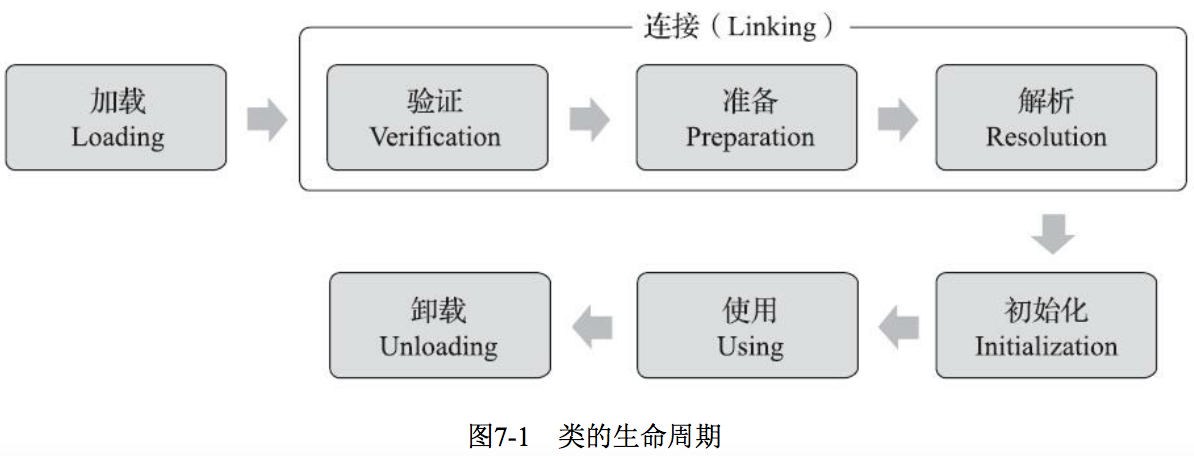 连接（Linking）
加载
Loading
验证
Verification
准备
Preparation
解析
Resolution
卸载
Unloading
使用
Using
初始化
Initialization
图7-1 类的生命周期